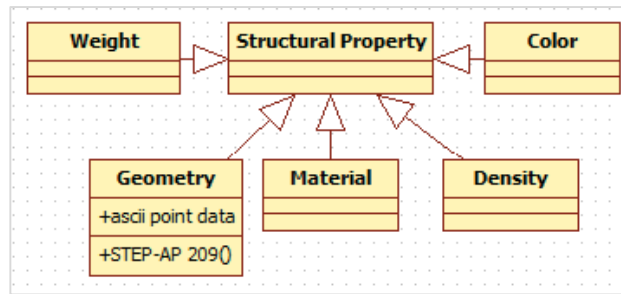 Weight
Structural Property
Color
Geometry
+ascii point data
+STEP-AP 209()
Material
Density